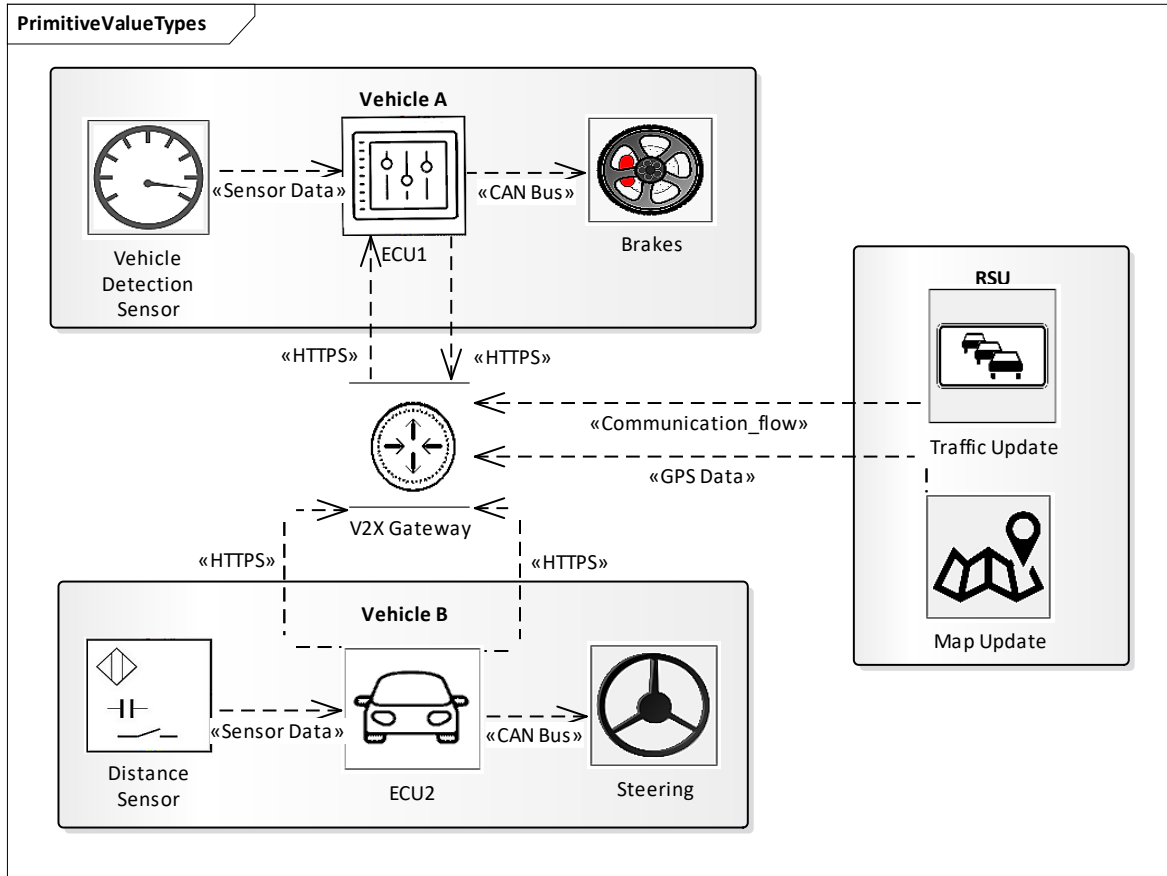 PrimitiveValueTypes
Vehicle A
«Sensor Data»
«CAN Bus»
Vehicle
Detection
Sensor
ECU1
Brakes
RSU
«HTTPS»
«HTTPS»
«Communication_flow»
Traffic Update
«GPS Data»
V2X Gateway
«HTTPS»
«HTTPS»
Vehicle B
Map Update
«Sensor Data»
«CAN Bus»
Distance
Sensor
ECU2
Steering